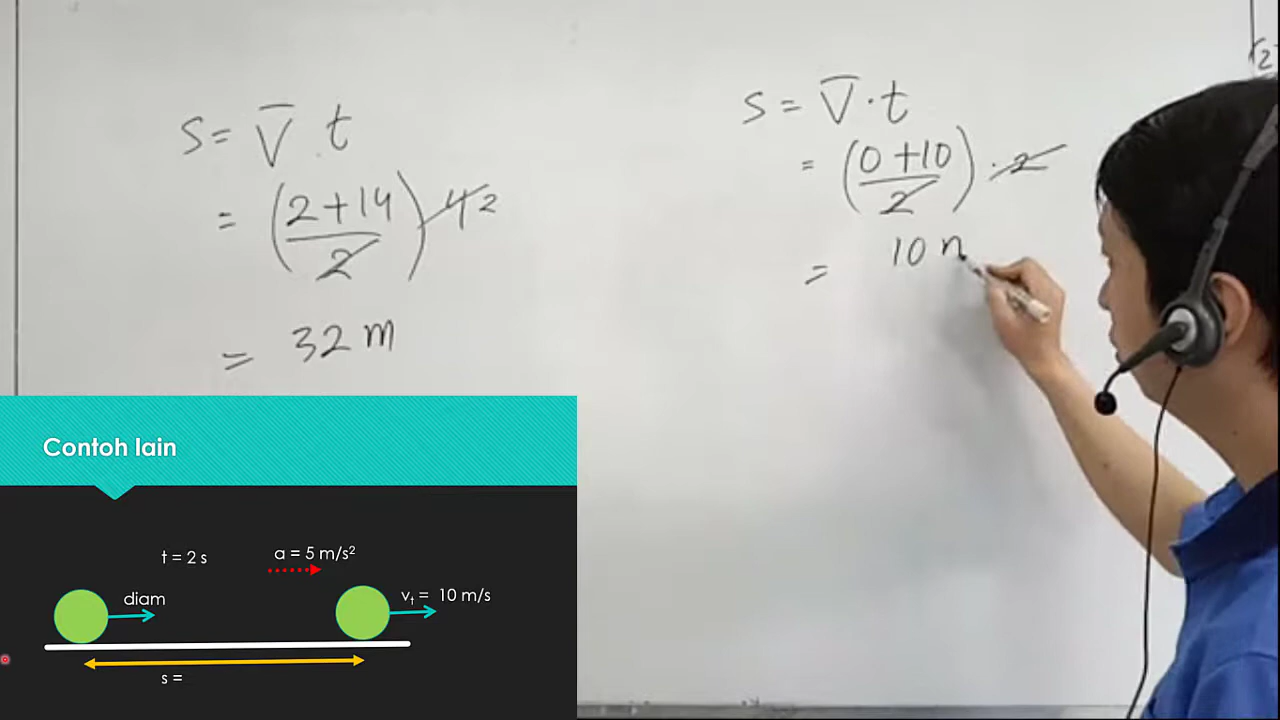 s = v̅ . t
= (2+14/2) 4 2
= 32 m
s = v̅ · t
= (0+10/2) · 2
= 10
Contoh lain
t = 2 s
a = 5 m/s²
diam
vₜ = 10 m/s
s =